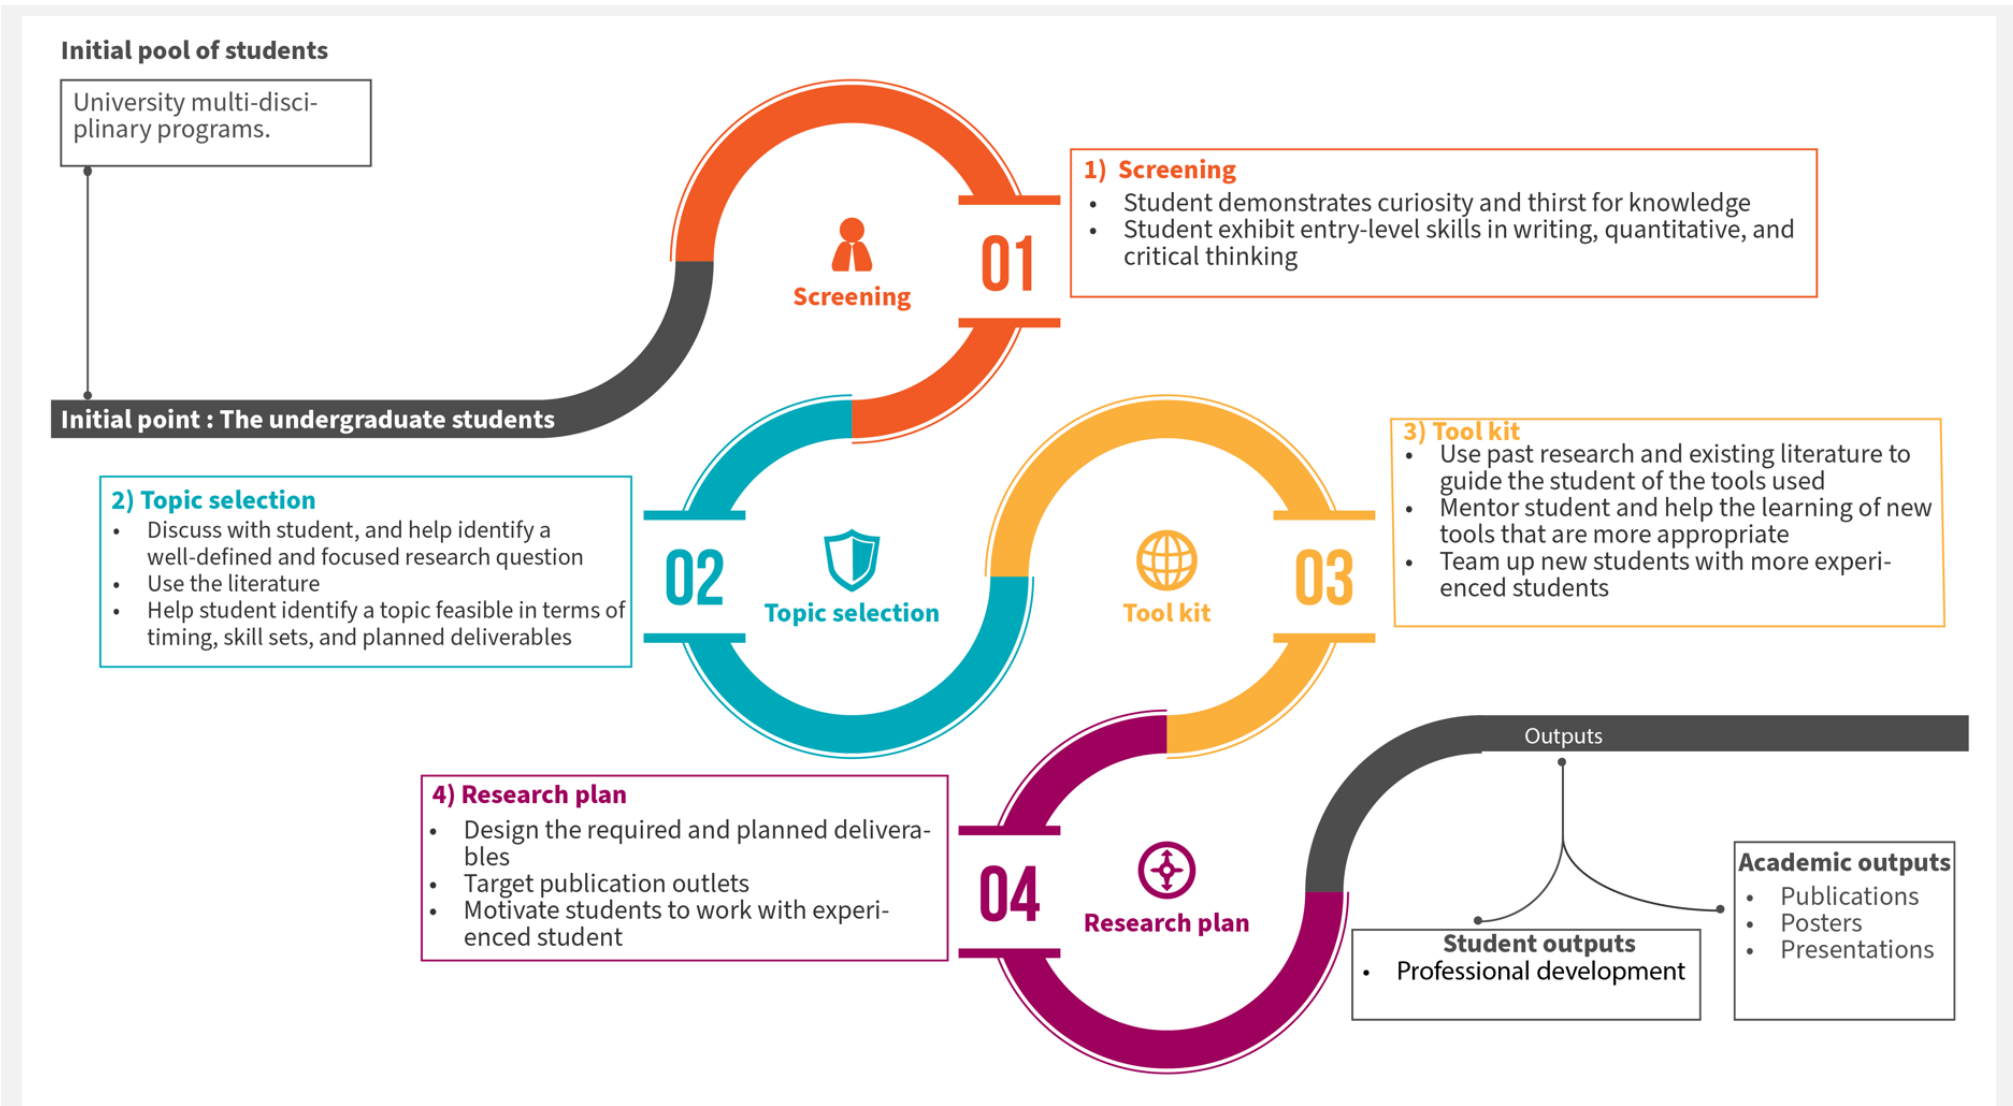 Initial pool of students
University multi-disci-
plinary programs.
Initial point : The undergraduate students
Screening
01
1) Screening
• Student demonstrates curiosity and thirst for knowledge
• Student exhibit entry-level skills in writing, quantitative, and
critical thinking
2) Topic selection
• Discuss with student, and help identify a
well-defined and focused research question
• Use the literature
• Help student identify a topic feasible in terms of
timing, skill sets, and planned deliverables
02
Topic selection
Tool kit
03
3) Tool kit
• Use past research and existing literature to
guide the student of the tools used
• Mentor student and help the learning of new
tools that are more appropriate
• Team up new students with more experi-
enced students
4) Research plan
• Design the required and planned delivera-
bles
• Target publication outlets
• Motivate students to work with experi-
enced student
04
Research plan
Outputs
Student outputs
• Professional development
Academic outputs
• Publications
• Posters
• Presentations